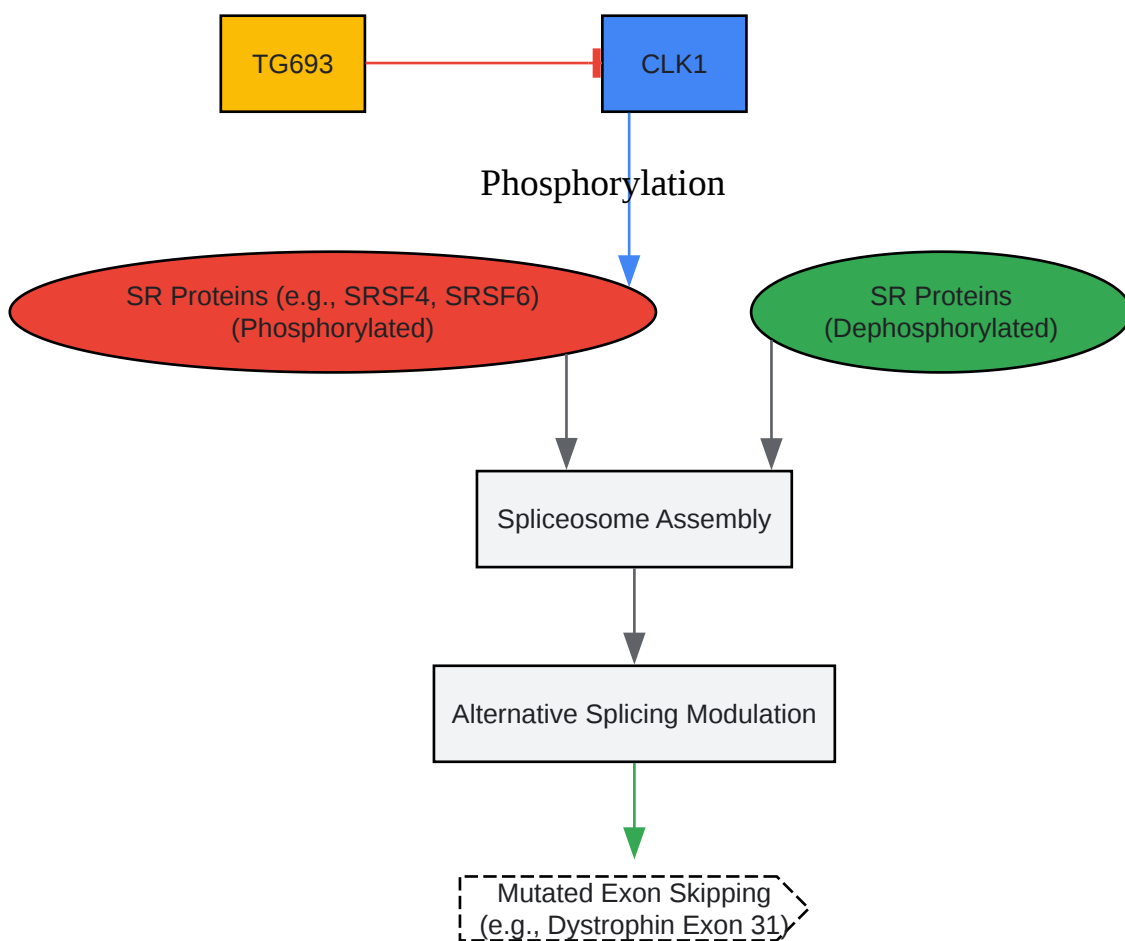 TG693
CLK1
Phosphorylation
SR Proteins (e.g., SRSF4, SRSF6)
(Phosphorylated)
SR Proteins
(Dephosphorylated)
Spliceosome Assembly
Alternative Splicing Modulation
Mutated Exon Skipping
(e.g., Dystrophin Exon 31)